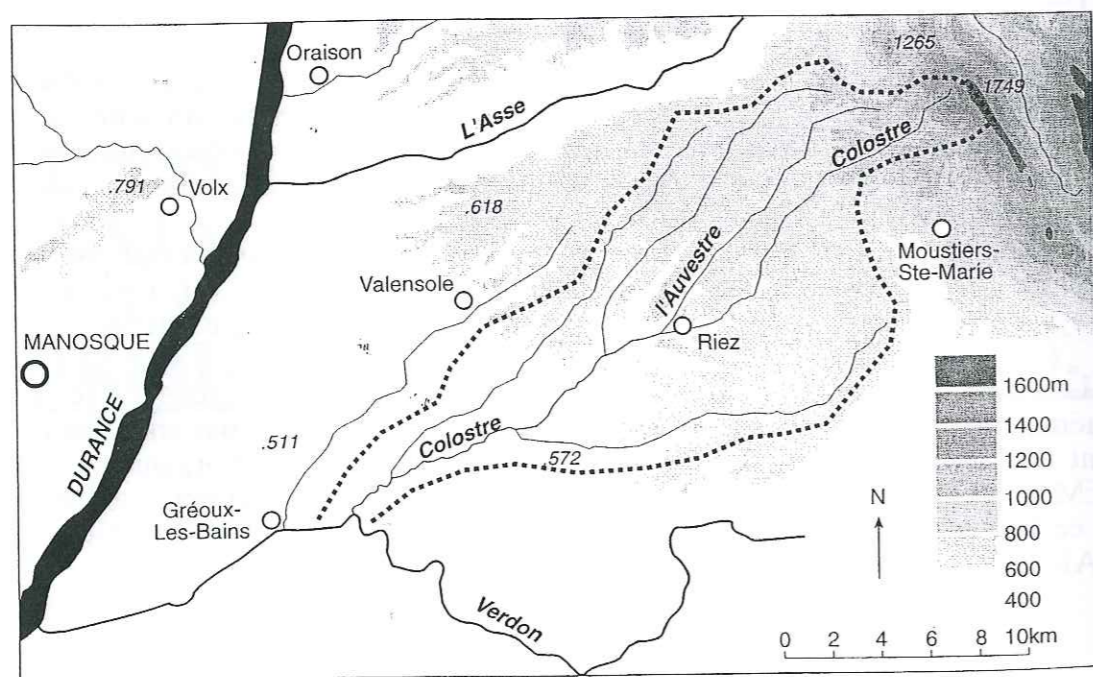 Oraison
.1265
1749
L'Asse
Colostre
.791
Volx
.618
Moustiers-
Ste-Marie
Valensole
l'Auvestre
Riez
MANOSQUE
DURANCE
1600m
1400
1200
1000
800
600
400
Colostre
.511
.572
Gréoux-
Les-Bains
N
Verdon
0 2 4 6 8 10km